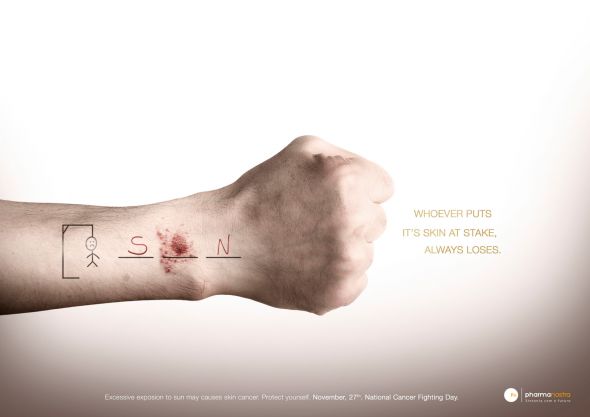 S N
WHOEVER PUTS
IT'S SKIN AT STAKE,
ALWAYS LOSES.
Excessive exposion to sun may causes skin cancer. Protect yourself. November, 27th. National Cancer Fighting Day.
pharmanostra